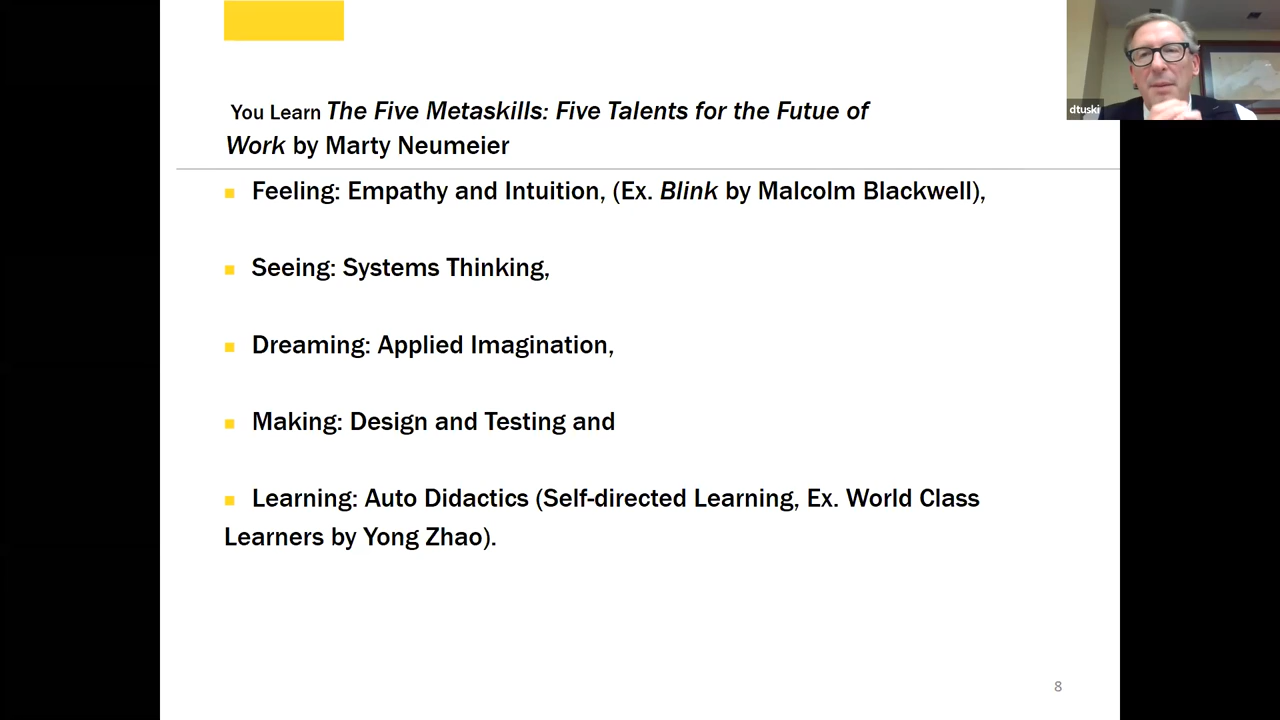 You Learn The Five Metaskills: Five Talents for the Futue of
Work by Marty Neumeier
Feeling: Empathy and Intuition, (Ex. Blink by Malcolm Blackwell),
Seeing: Systems Thinking,
Dreaming: Applied Imagination,
Making: Design and Testing and
Learning: Auto Didactics (Self-directed Learning, Ex. World Class
Learners by Yong Zhao).
8
dtuski